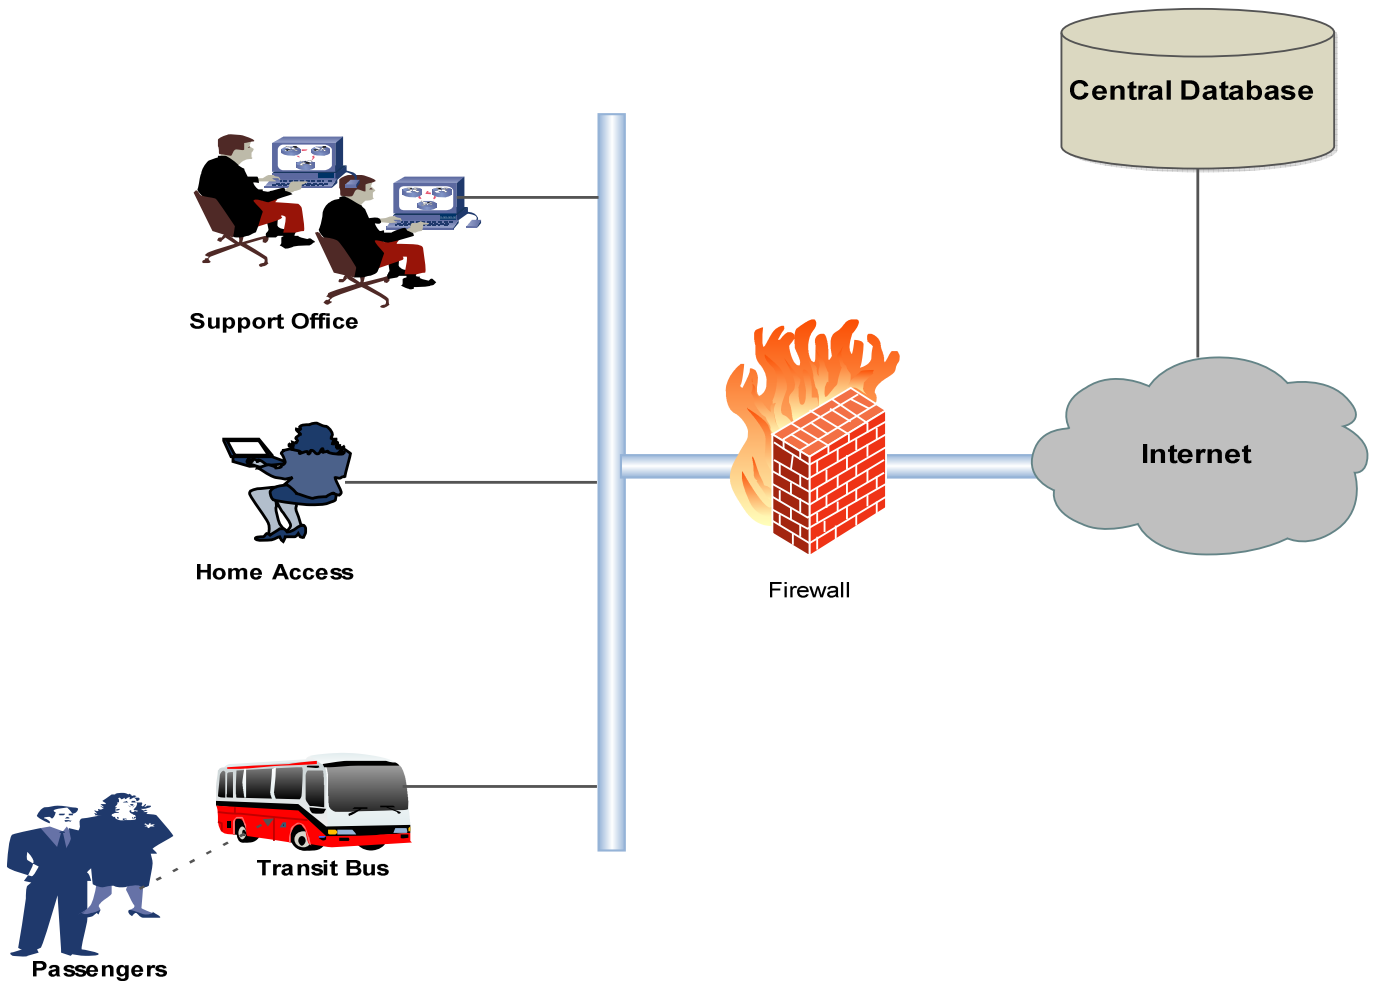 Central Database
Support Office
Internet
Home Access
Firewall
Transit Bus
Passengers